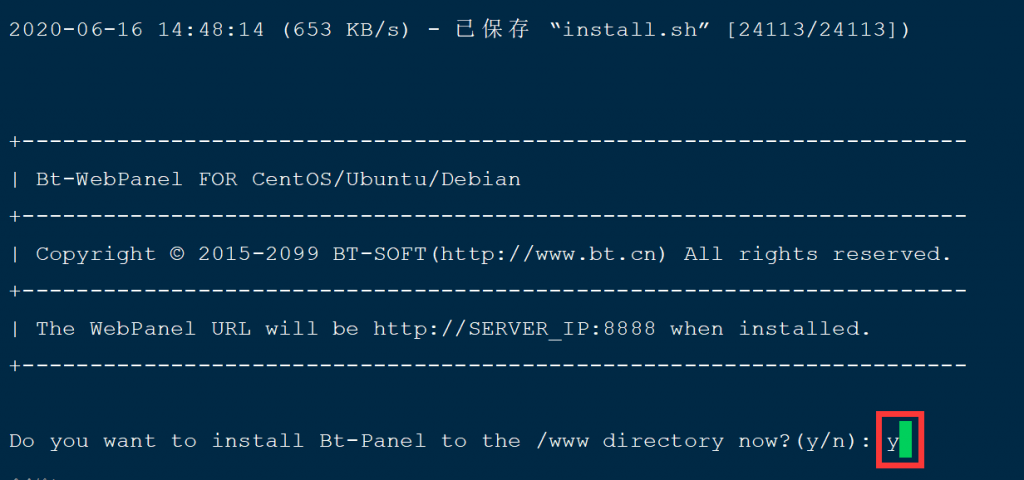 2020-06-16 14:48:14 (653 KB/s) - 已保存 “install.sh” [24113/24113])
+----------------------------------------------------------------------
| Bt-WebPanel FOR CentOS/Ubuntu/Debian
+----------------------------------------------------------------------
| Copyright © 2015-2099 BT-SOFT(http://www.bt.cn) All rights reserved.
+----------------------------------------------------------------------
| The WebPanel URL will be http://SERVER_IP:8888 when installed.
+----------------------------------------------------------------------
Do you want to install Bt-Panel to the /www directory now?(y/n): y